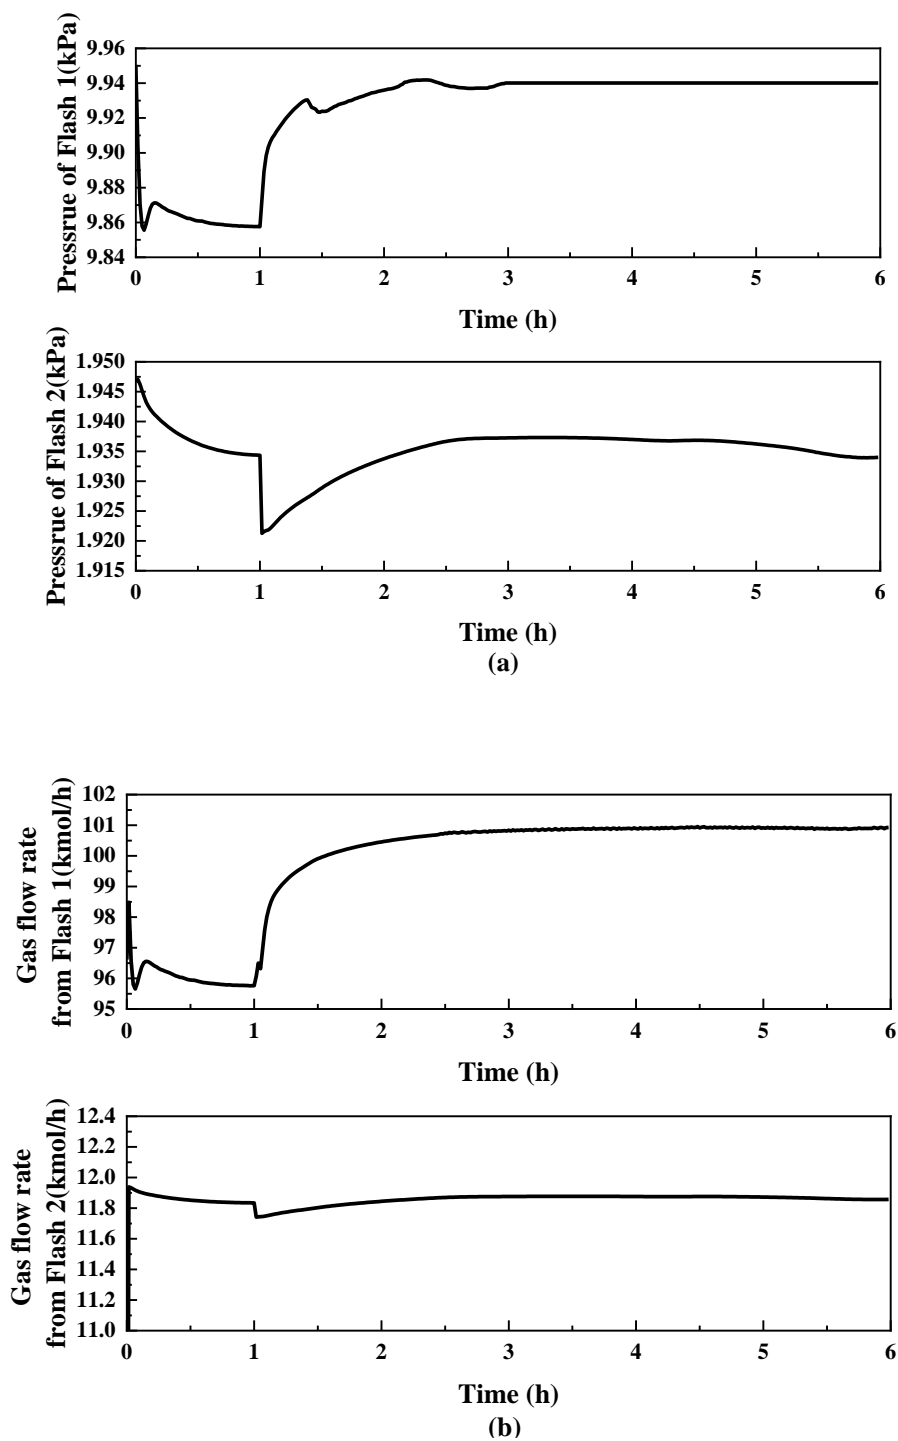 Pressrue of Flash 1(kPa)
9.96
9.94
9.92
9.90
9.88
9.86
9.84
0 1 2 3 4 5 6
Time (h)
Pressrue of Flash 2(kPa)
1.950
1.945
1.940
1.935
1.930
1.925
1.920
1.915
0 1 2 3 4 5 6
Time (h)
(a)
Gas flow rate
from Flash 1(kmol/h)
102
101
100
99
98
97
96
95
0 1 2 3 4 5 6
Time (h)
Gas flow rate
from Flash 2(kmol/h)
12.4
12.2
12.0
11.8
11.6
11.4
11.2
11.0
0 1 2 3 4 5 6
Time (h)
(b)